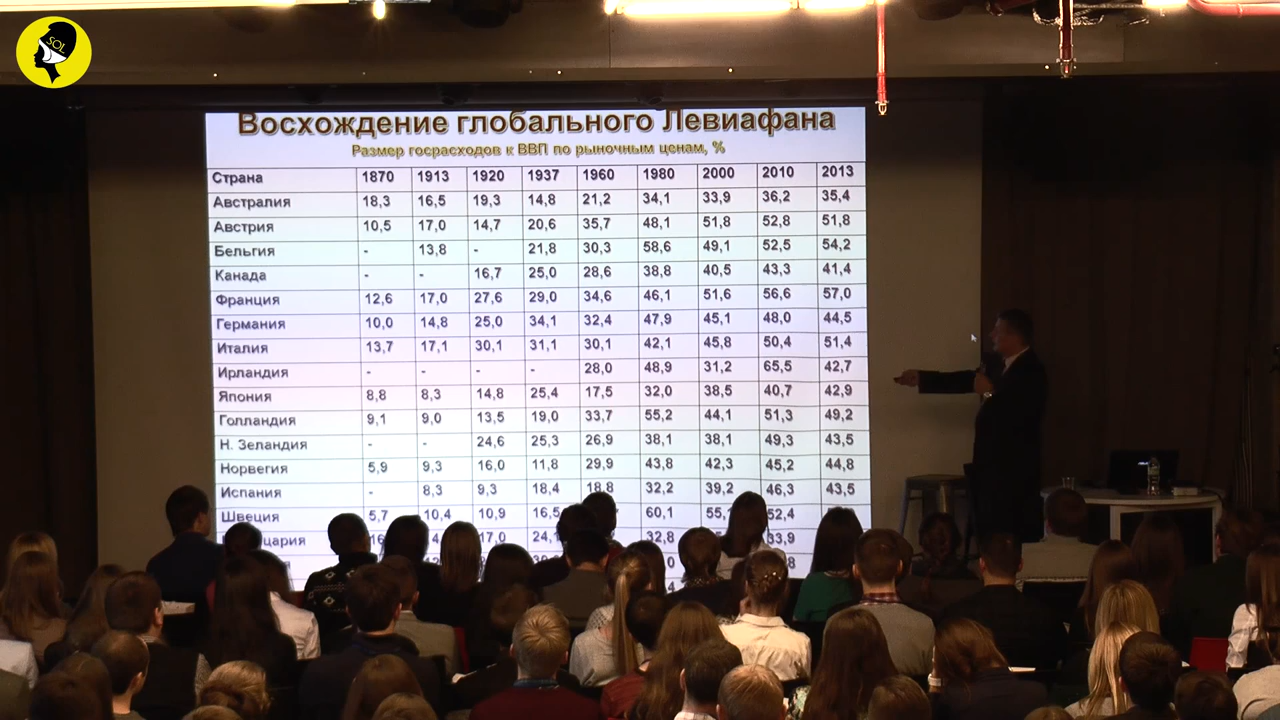 SOL
Восхождение глобального Левиафана
Размер госрасходов к ВВП по рыночным ценам, %
Страна 1870 1913 1920 1937 1960 1980 2000 2010 2013
Австралия 18,3 16,5 19,3 14,8 21,2 34,1 33,9 36,2 35,4
Австрия 10,5 17,0 14,7 20,6 35,7 48,1 51,8 52,8 51,8
Бельгия - 13,8 - 21,8 30,3 58,6 49,1 52,5 54,2
Канада - - 16,7 25,0 28,6 38,8 40,5 43,3 41,4
Франция 12,6 17,0 27,6 29,0 34,6 46,1 51,6 56,6 57,0
Германия 10,0 14,8 25,0 34,1 32,4 47,9 45,1 48,0 44,5
Италия 13,7 17,1 30,1 31,1 30,1 42,1 45,8 50,4 51,4
Ирландия - - - - 28,0 48,9 31,2 65,5 42,7
Япония 8,8 8,3 14,8 25,4 17,5 32,0 38,5 40,7 42,9
Голландия 9,1 9,0 13,5 19,0 33,7 55,2 44,1 51,3 49,2
Н. Зеландия - - 24,6 25,3 26,9 38,1 38,1 49,3 43,5
Норвегия 5,9 9,3 16,0 11,8 29,9 43,8 42,3 45,2 44,8
Испания - 8,3 9,3 18,4 18,8 32,2 39,2 46,3 43,5
Швеция 5,7 10,4 10,9 16,5 60,1 55, 52,4
17,0 24, 32,8 33,9